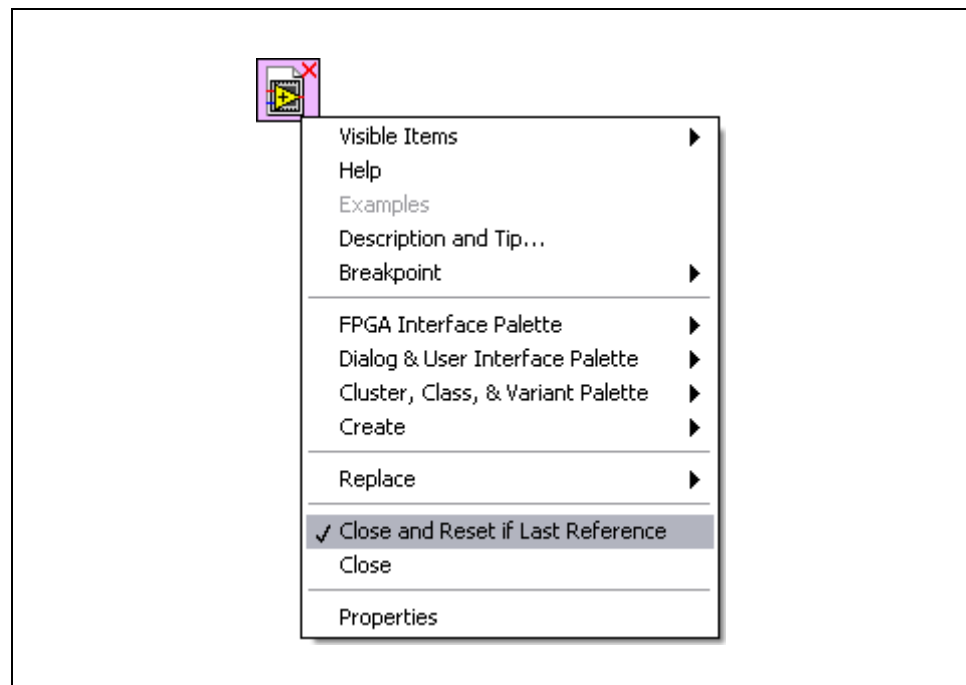 Visible Items
Help
Examples
Description and Tip...
Breakpoint
FPGA Interface Palette
Dialog & User Interface Palette
Cluster, Class, & Variant Palette
Create
Replace
Close and Reset if Last Reference
Close
Properties